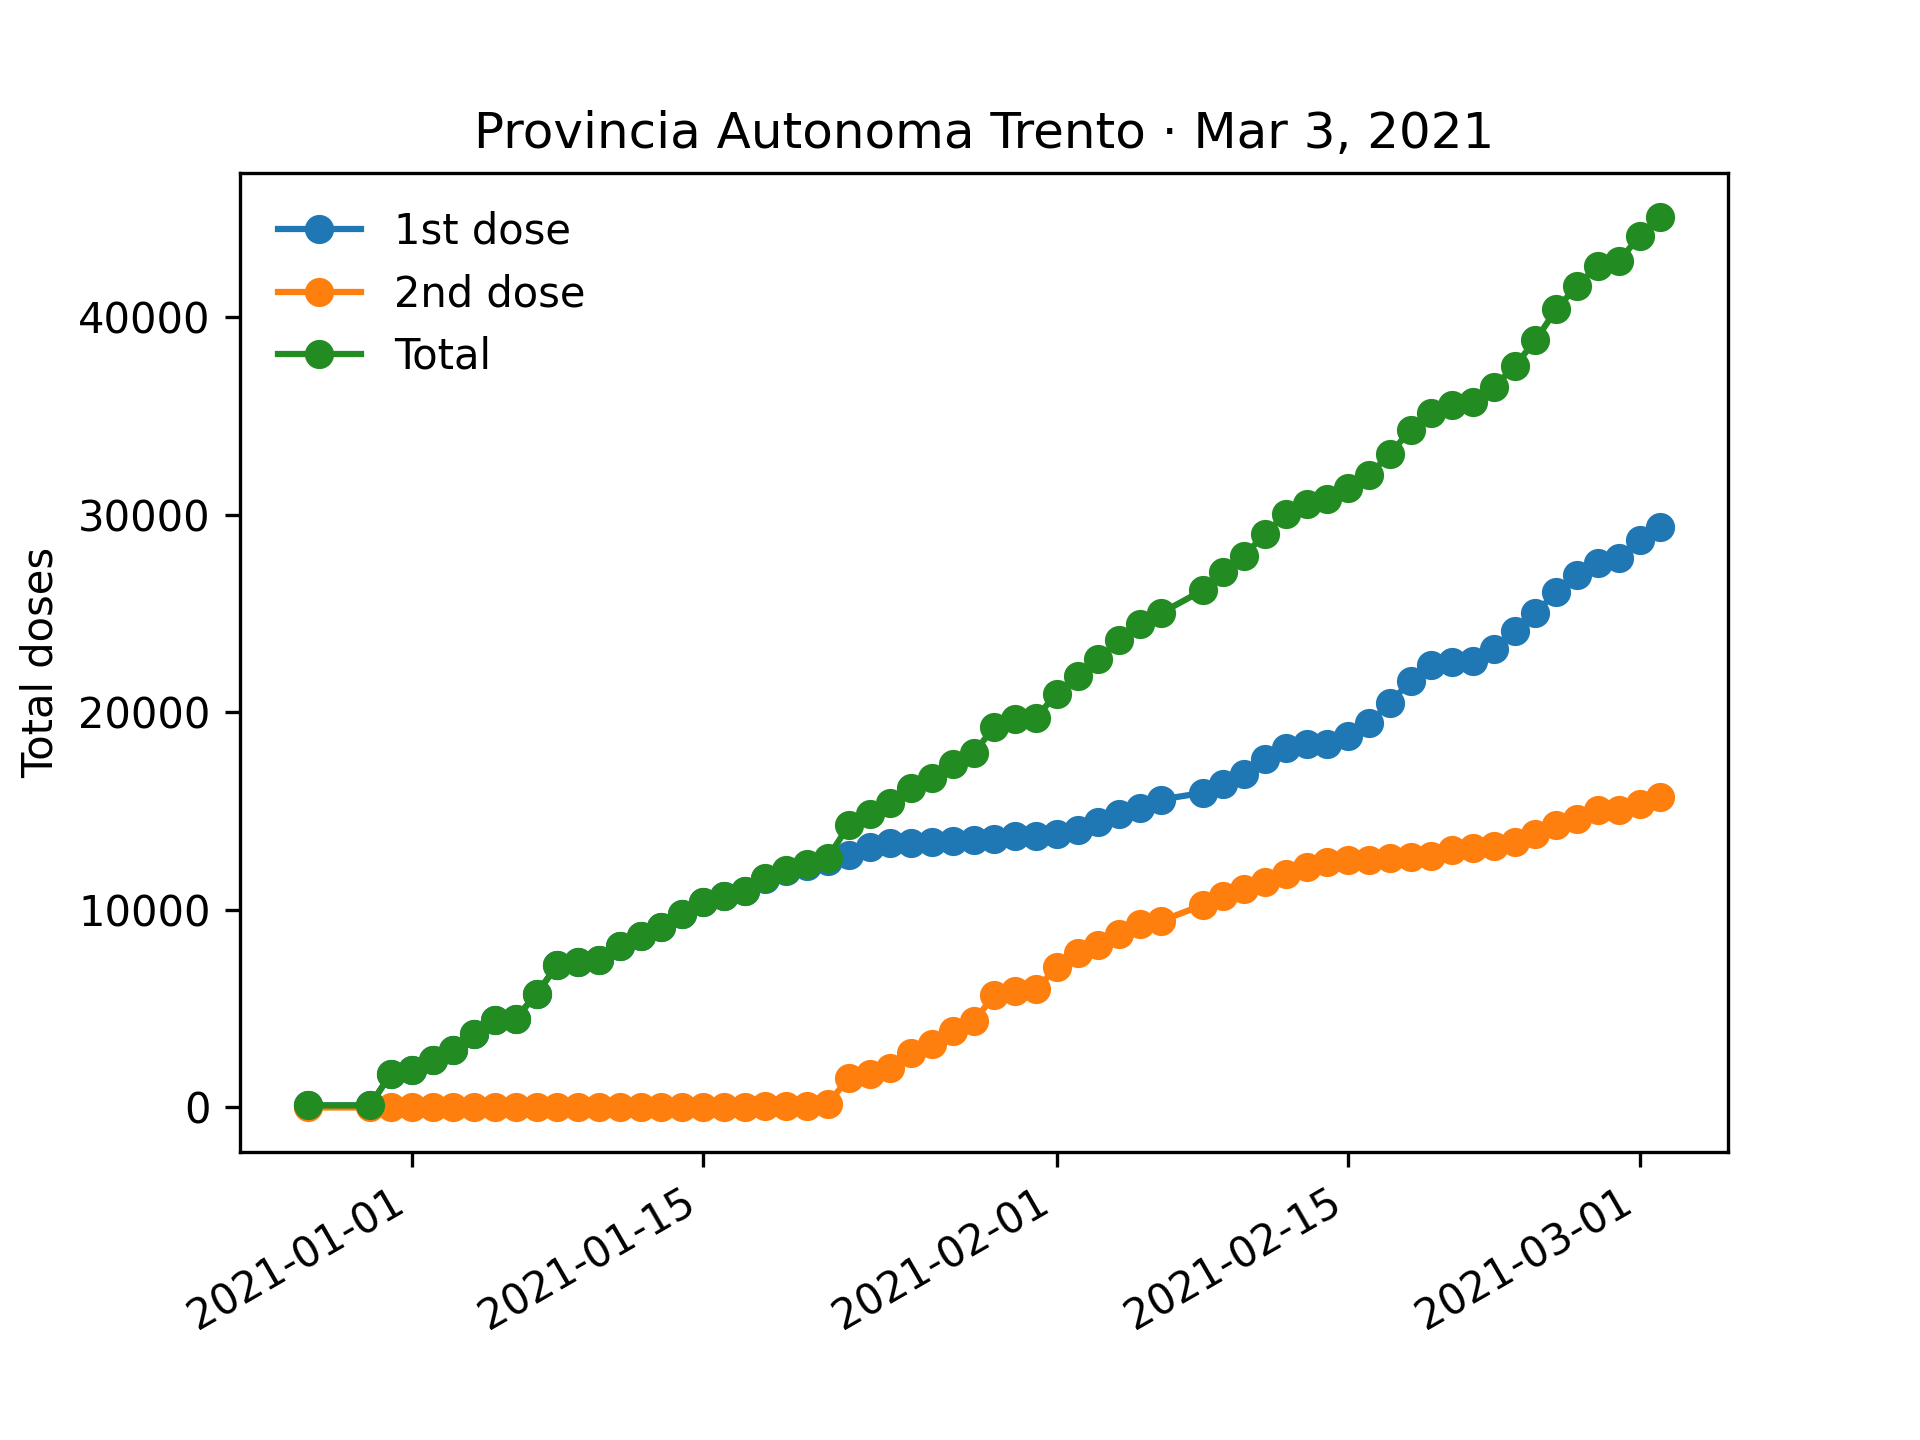 Provincia Autonoma Trento · Mar 3, 2021
1st dose
2nd dose
Total
Total doses
40000
30000
20000
10000
0
2021-01-01
2021-01-15
2021-02-01
2021-02-15
2021-03-01